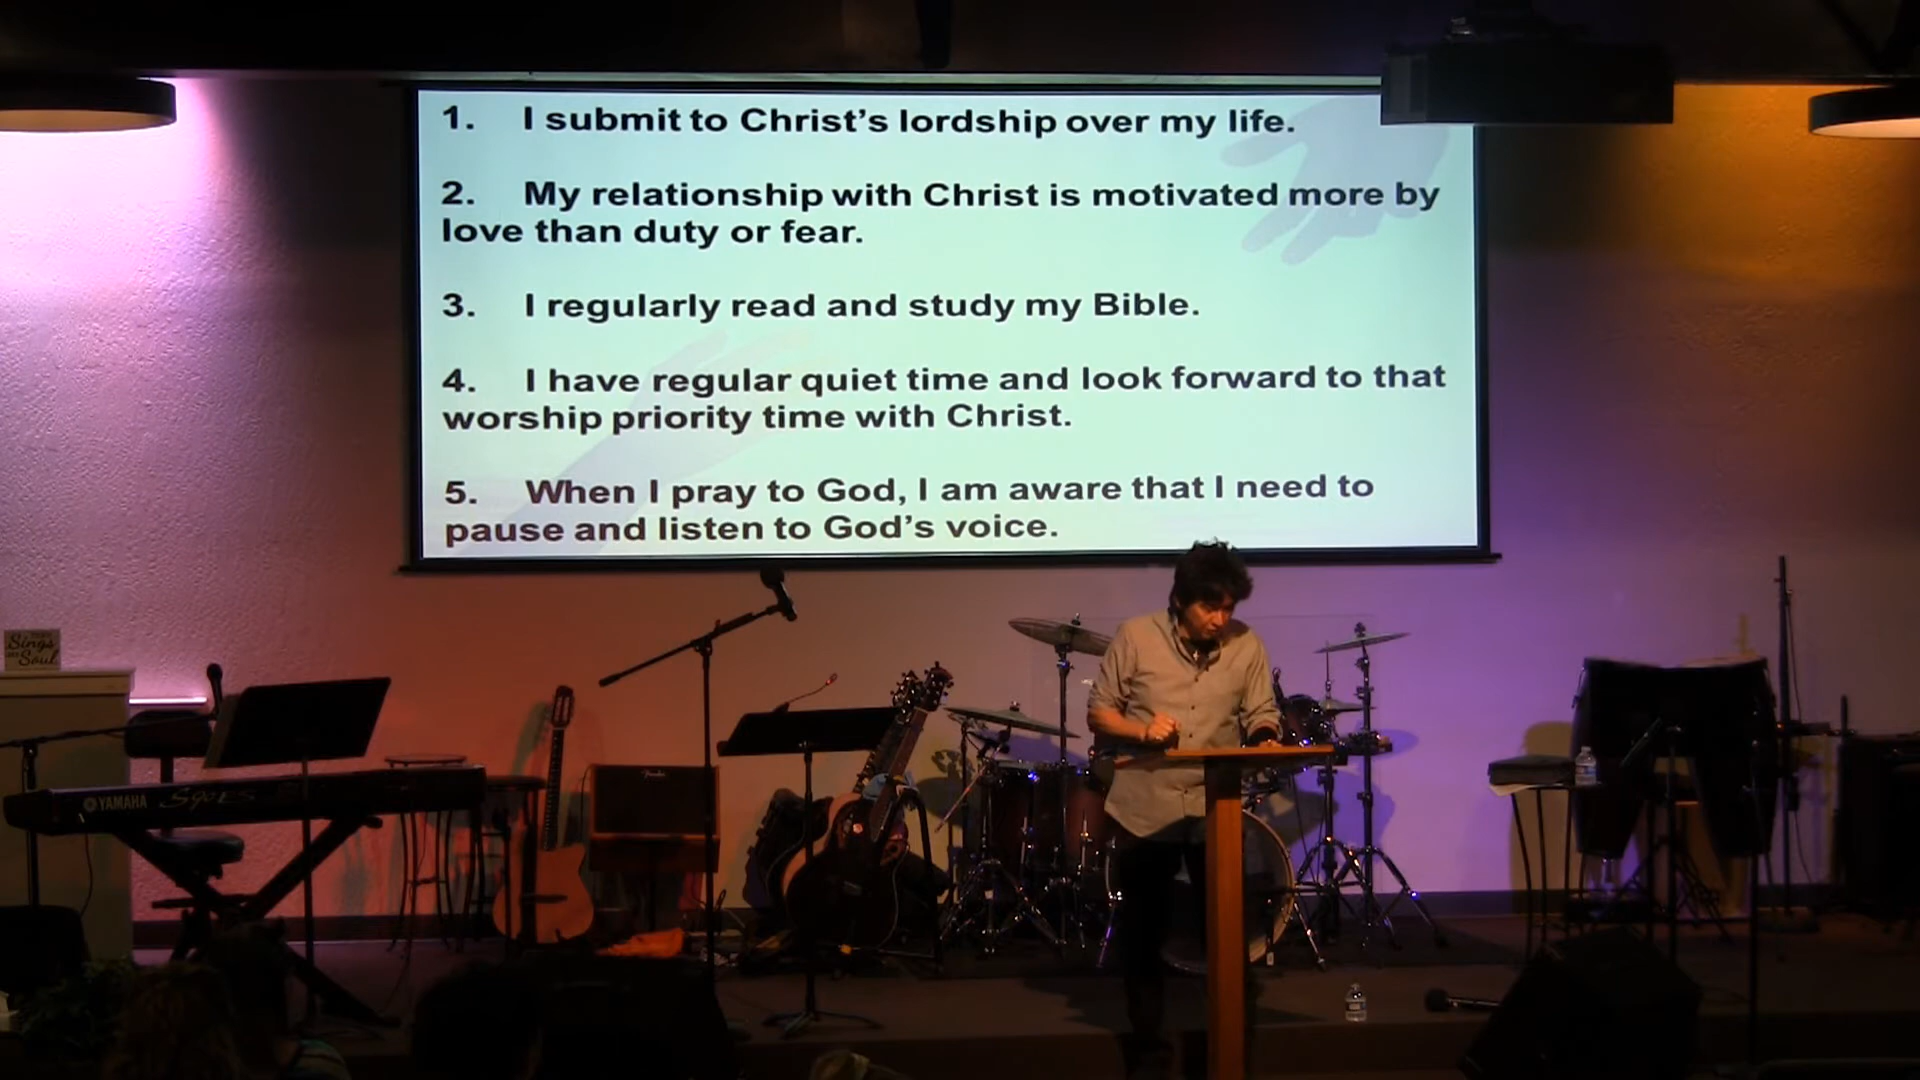 1. I submit to Christ's lordship over my life.
2. My relationship with Christ is motivated more by
love than duty or fear.
3. I regularly read and study my Bible.
4. I have regular quiet time and look forward to that
worship priority time with Christ.
5. When I pray to God, I am aware that I need to
pause and listen to God's voice.
Sings
Soul
YAMAHA S90ES
Fender